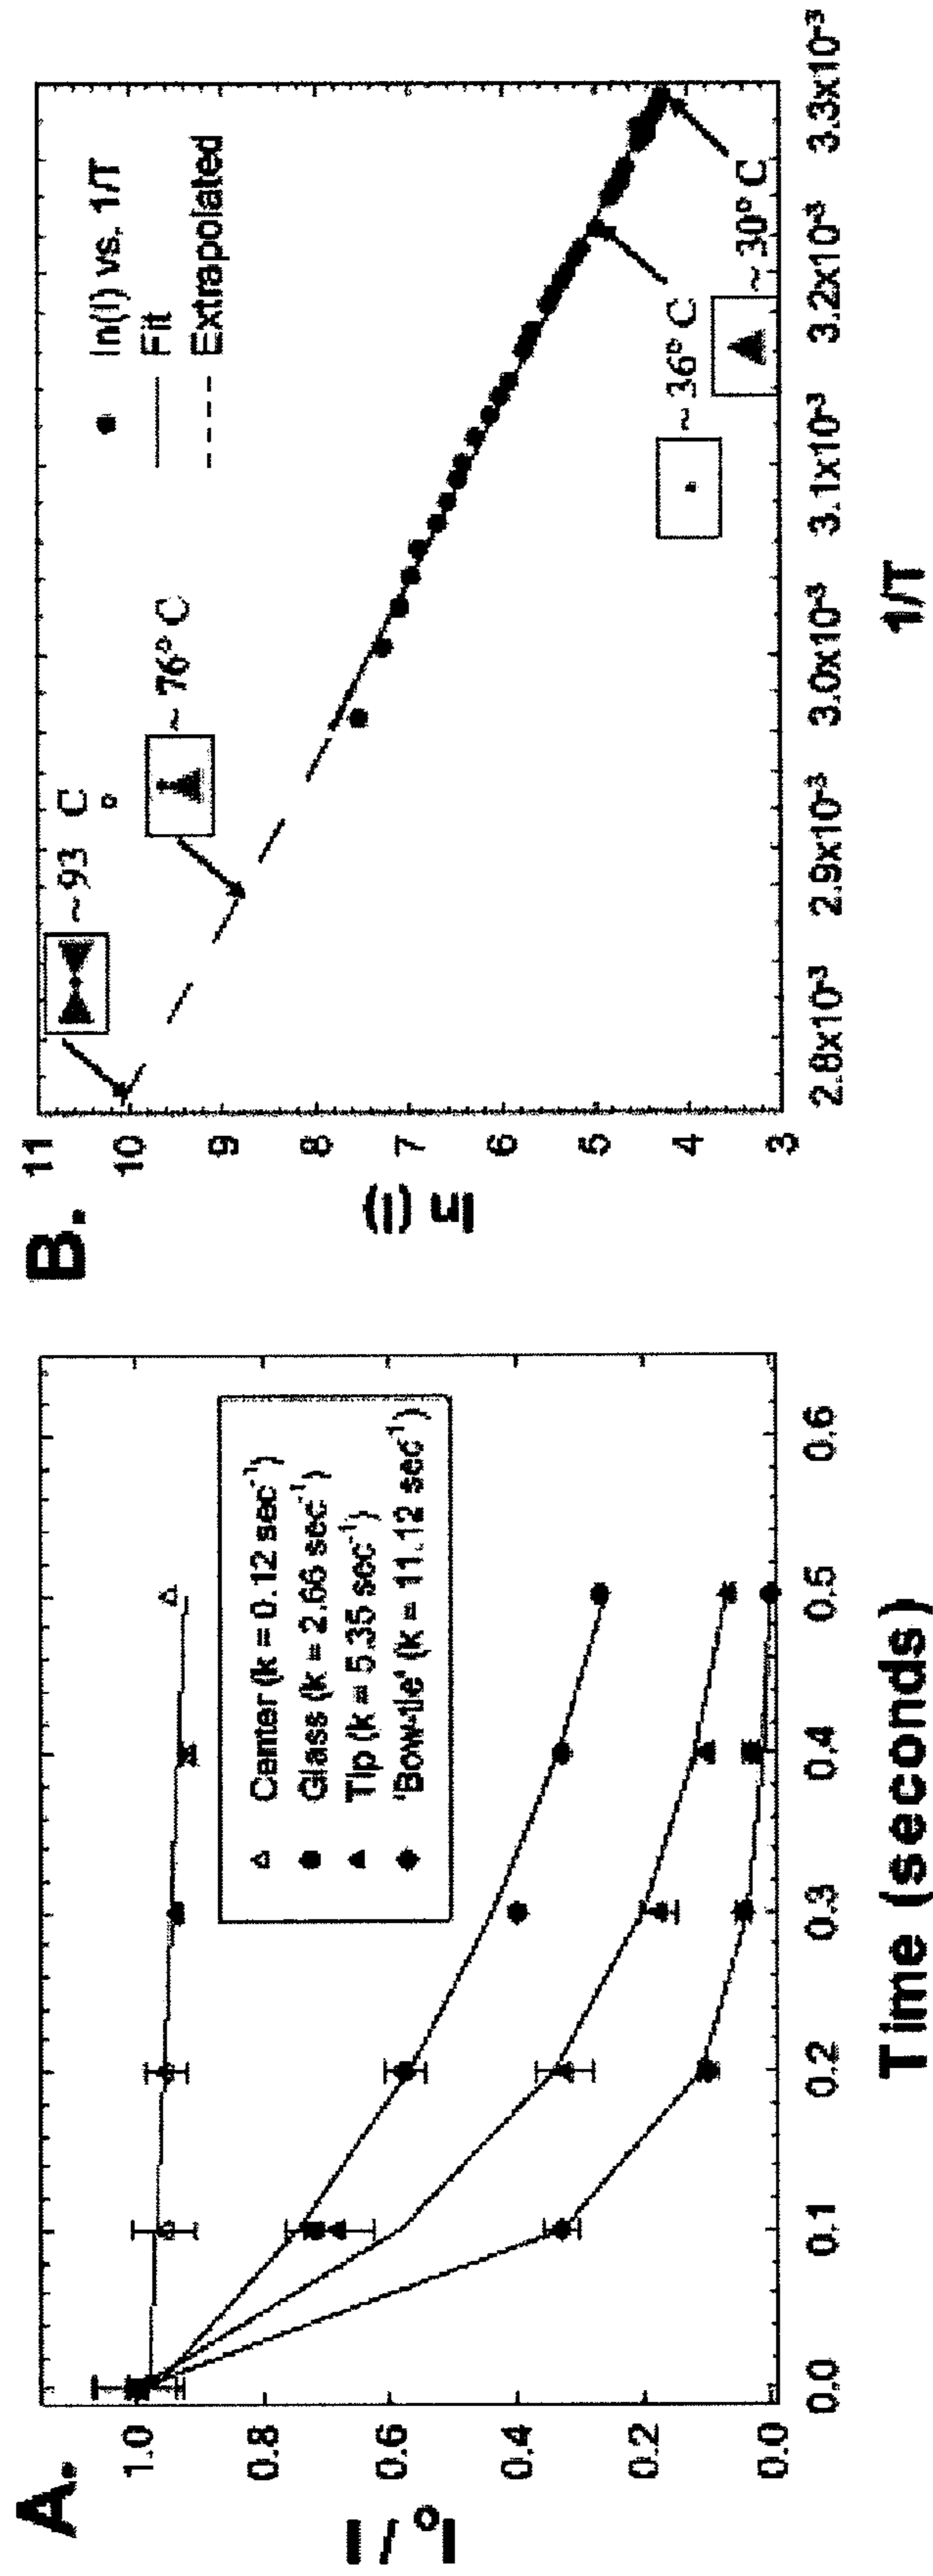 A.
I₀ / I
1.0
0.8
0.6
0.4
0.2
0.0
Center (k = 0.12 sec⁻¹)
Glass (k = 2.66 sec⁻¹)
Tip (k = 5.35 sec⁻¹)
'Bow-tie' (k = 11.12 sec⁻¹)
0.0 0.1 0.2 0.3 0.4 0.5 0.6
Time (seconds)
B.
ln (I)
11
10
9
8
7
6
5
4
3
~93 °C
~ 76° C
ln(I) vs. 1/T
Fit
Extrapolated
~ 36° C
~ 30° C
2.8x10⁻³ 2.9x10⁻³ 3.0x10⁻³ 3.1x10⁻³ 3.2x10⁻³ 3.3x10⁻³
1/T